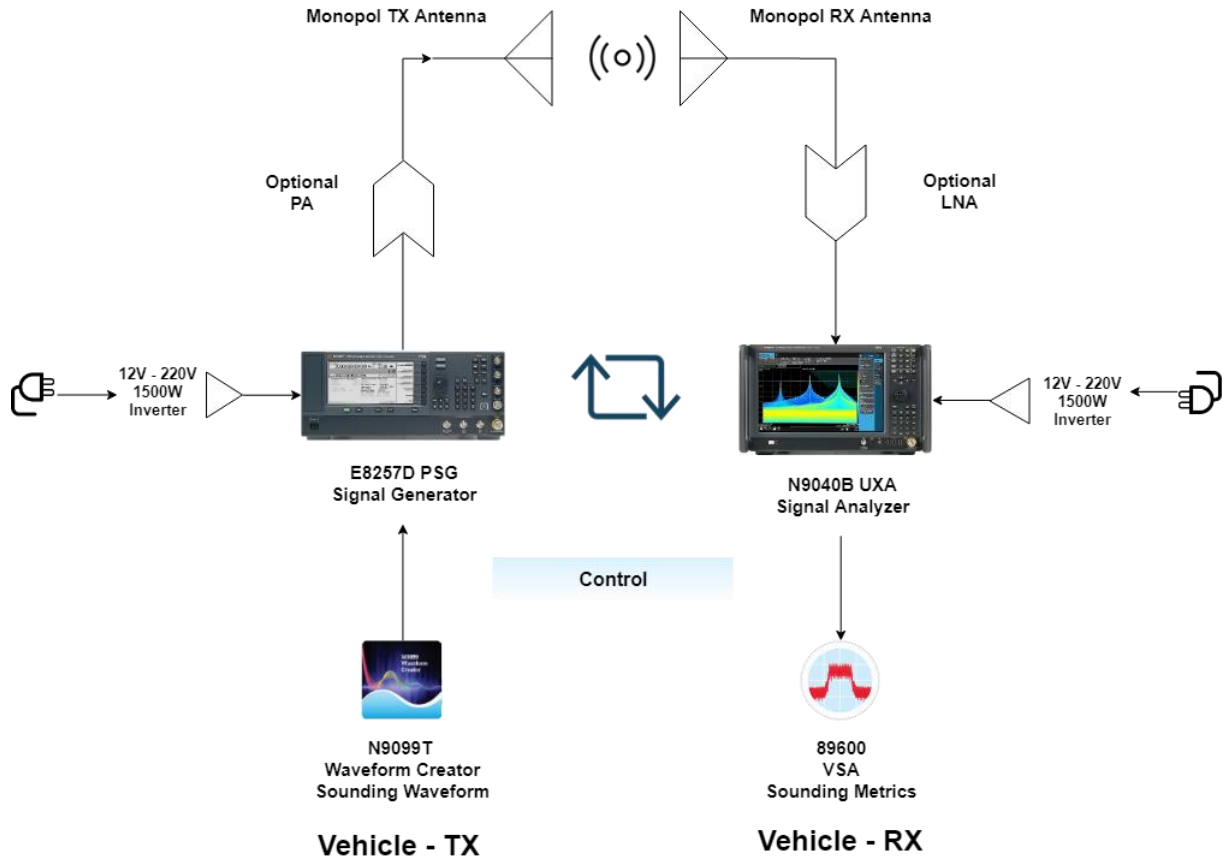 Monopol TX Antenna
Monopol RX Antenna
Optional
PA
Optional
LNA
12V - 220V
1500W
Inverter
12V - 220V
1500W
Inverter
E8257D PSG
Signal Generator
N9040B UXA
Signal Analyzer
Control
Waveform
Creator
N9099T
Waveform Creator
Sounding Waveform
89600
VSA
Sounding Metrics
Vehicle - TX
Vehicle - RX